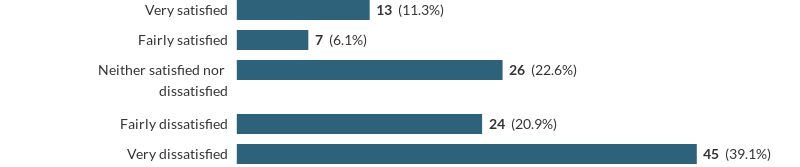 Very satisfied 13 (11.3%)
Fairly satisfied 7 (6.1%)
Neither satisfied nor 26 (22.6%)
dissatisfied
Fairly dissatisfied 24 (20.9%)
Very dissatisfied 45 (39.1%)